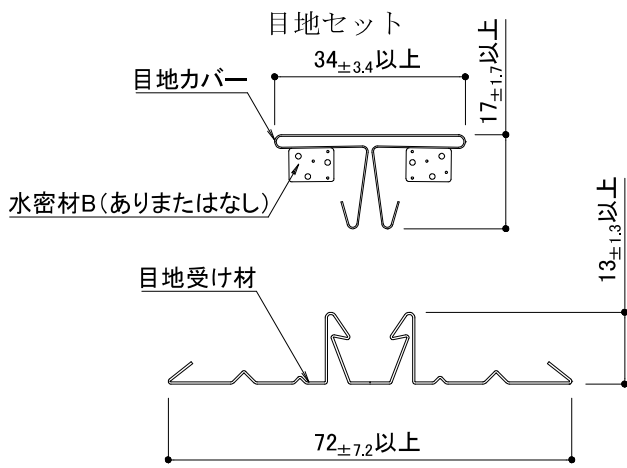 目地セット
34±3.4以上
17±1.7以上
目地カバー
水密材B(ありまたはなし)
目地受け材
13±1.3以上
72±7.2以上